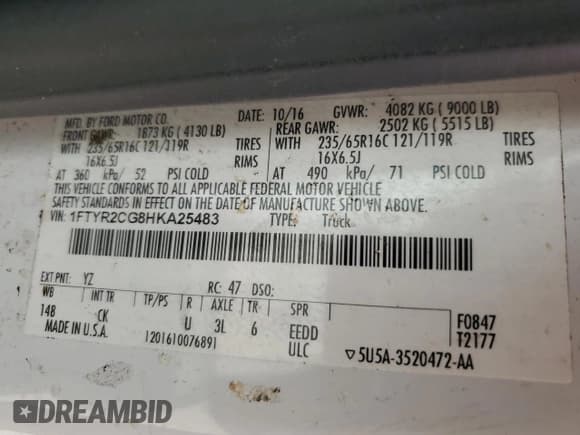 MFD. BY FORD MOTOR CO.
DATE: 10/16 GVWR: 4082 KG ( 9000 LB)
FRONT GAWR: 1873 KG ( 4130 LB) REAR GAWR: 2502 KG ( 5515 LB)
WITH 235/65R16C 121/119R TIRES WITH 235/65R16C 121/119R TIRES
16X6.5J RIMS 16X6.5J RIMS
AT 360 kPa/ 52 PSI COLD AT 490 kPa/ 71 PSI COLD
THIS VEHICLE CONFORMS TO ALL APPLICABLE FEDERAL MOTOR VEHICLE
SAFETY STANDARDS IN EFFECT ON THE DATE OF MANUFACTURE SHOWN ABOVE.
VIN: 1FTYR2CG8HKA25483 TYPE: Truck
EXT PNT: YZ RC: 47 DSO:
WB INT TR TP/PS R AXLE TR SPR
148 CK U 3L 6 EEDD
MADE IN U.S.A. 1201610076891 ULC
F0847
T2177
▽5U5A-3520472-AA
DREAMBID